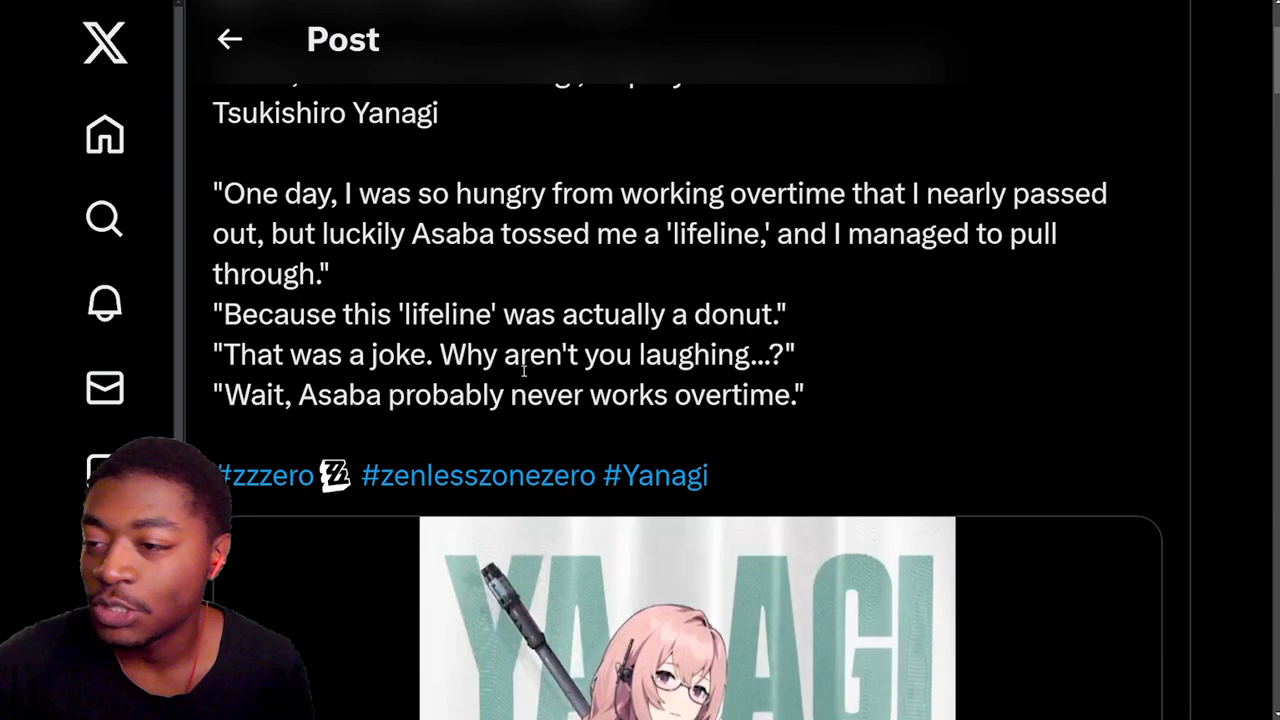 Post
Tsukishiro Yanagi
"One day, I was so hungry from working overtime that I nearly passed
out, but luckily Asaba tossed me a 'lifeline,' and I managed to pull
through."
"Because this 'lifeline' was actually a donut."
"That was a joke. Why aren't you laughing...?"
"Wait, Asaba probably never works overtime."
#zzzero #zenlesszonezero #Yanagi